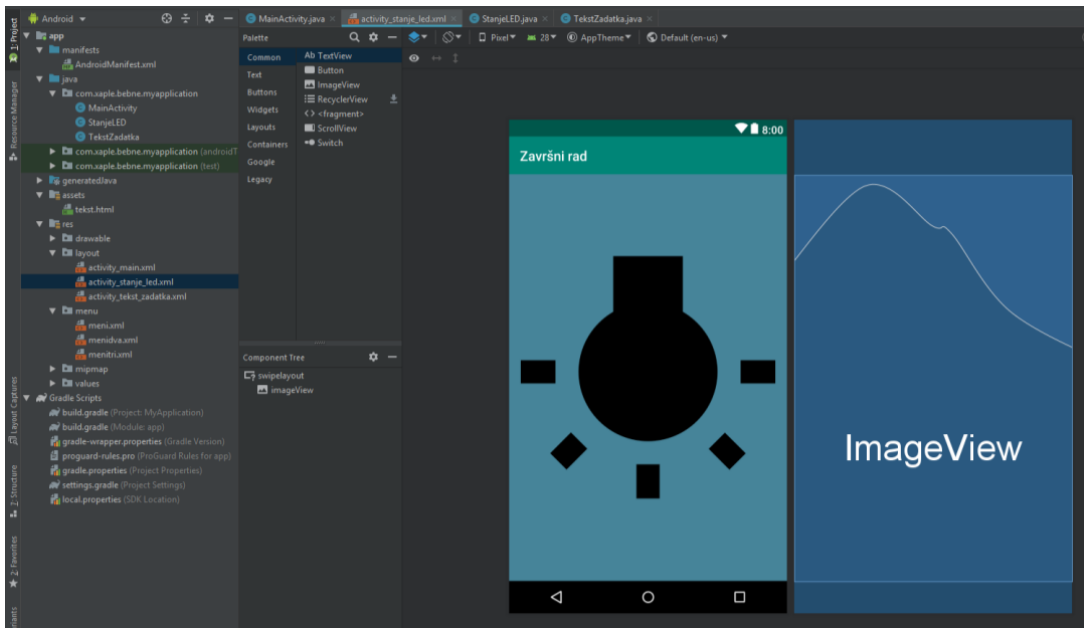 Android
MainActivity.java
activity_stanje_led.xml
StanjeLED.java
TekstZadatka.java
1: Project
Resource Manager
Layout Captures
Z: Structure
2: Favorites
app
manifests
AndroidManifest.xml
java
com.xaple.bebne.myapplication
MainActivity
StanjeLED
TekstZadatka
com.xaple.bebne.myapplication (androidT
com.xaple.bebne.myapplication (test)
generatedJava
assets
tekst.html
res
drawable
layout
activity_main.xml
activity_stanje_led.xml
activity_tekst_zadatka.xml
menu
meni.xml
menidva.xml
menitri.xml
mipmap
values
Gradle Scripts
build.gradle (Project: MyApplication)
build.gradle (Module: app)
gradle-wrapper.properties (Gradle Version)
proguard-rules.pro (ProGuard Rules for app)
gradle.properties (Project Properties)
settings.gradle (Project Settings)
local.properties (SDK Location)
Palette
Common
Text
Buttons
Widgets
Layouts
Containers
Google
Legacy
Ab TextView
Button
ImageView
RecyclerView
<> <fragment>
ScrollView
Switch
Component Tree
swipelayout
imageView
Pixel
28
AppTheme
Default (en-us)
8:00
Završni rad
ImageView